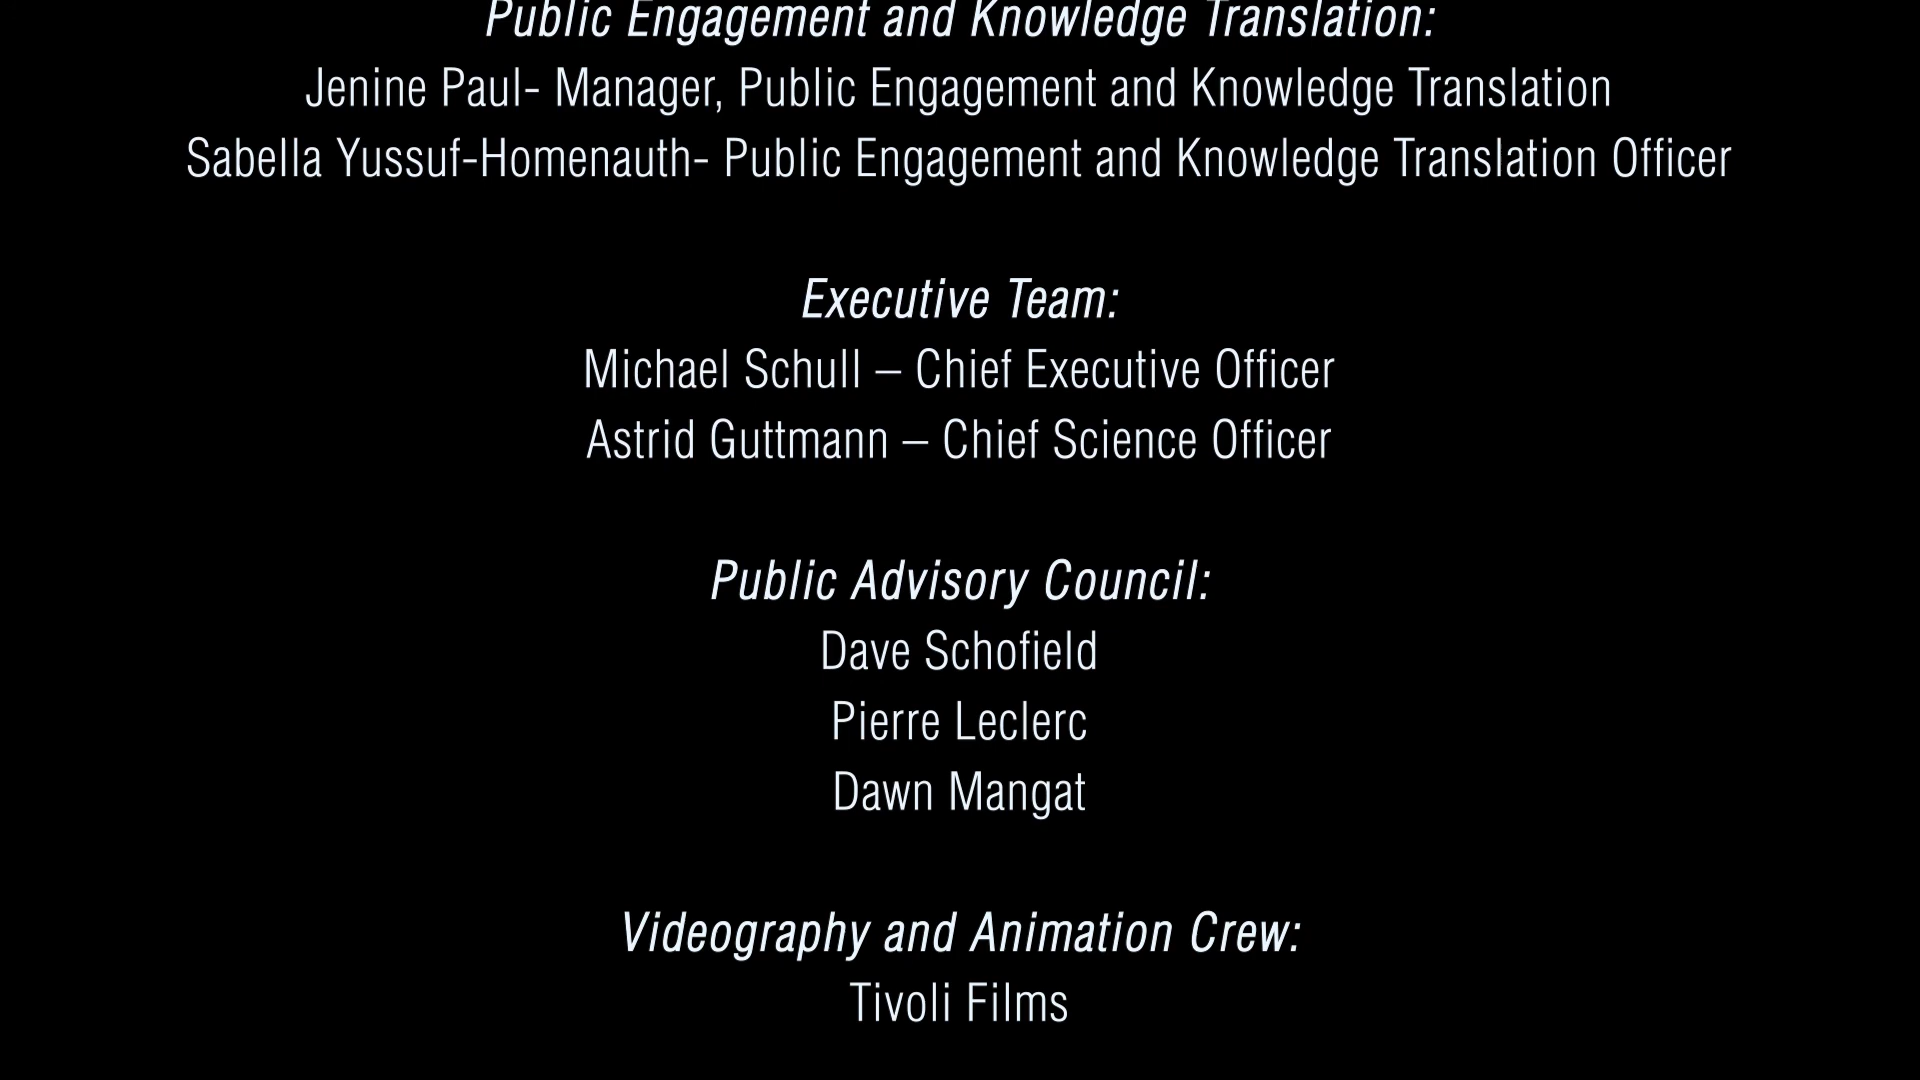 Public Engagement and Knowledge Translation:
Jenine Paul- Manager, Public Engagement and Knowledge Translation
Sabella Yussuf-Homenauth- Public Engagement and Knowledge Translation Officer
Executive Team:
Michael Schull – Chief Executive Officer
Astrid Guttmann – Chief Science Officer
Public Advisory Council:
Dave Schofield
Pierre Leclerc
Dawn Mangat
Videography and Animation Crew:
Tivoli Films